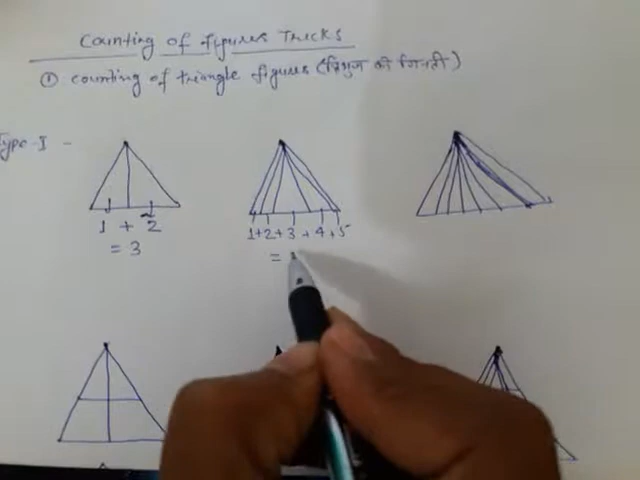 Counting of figures Tricks
① counting of triangle figures (त्रिभुज की गिनती)
Type-I -
1 + 2
= 3
1+2+3+4+5
=